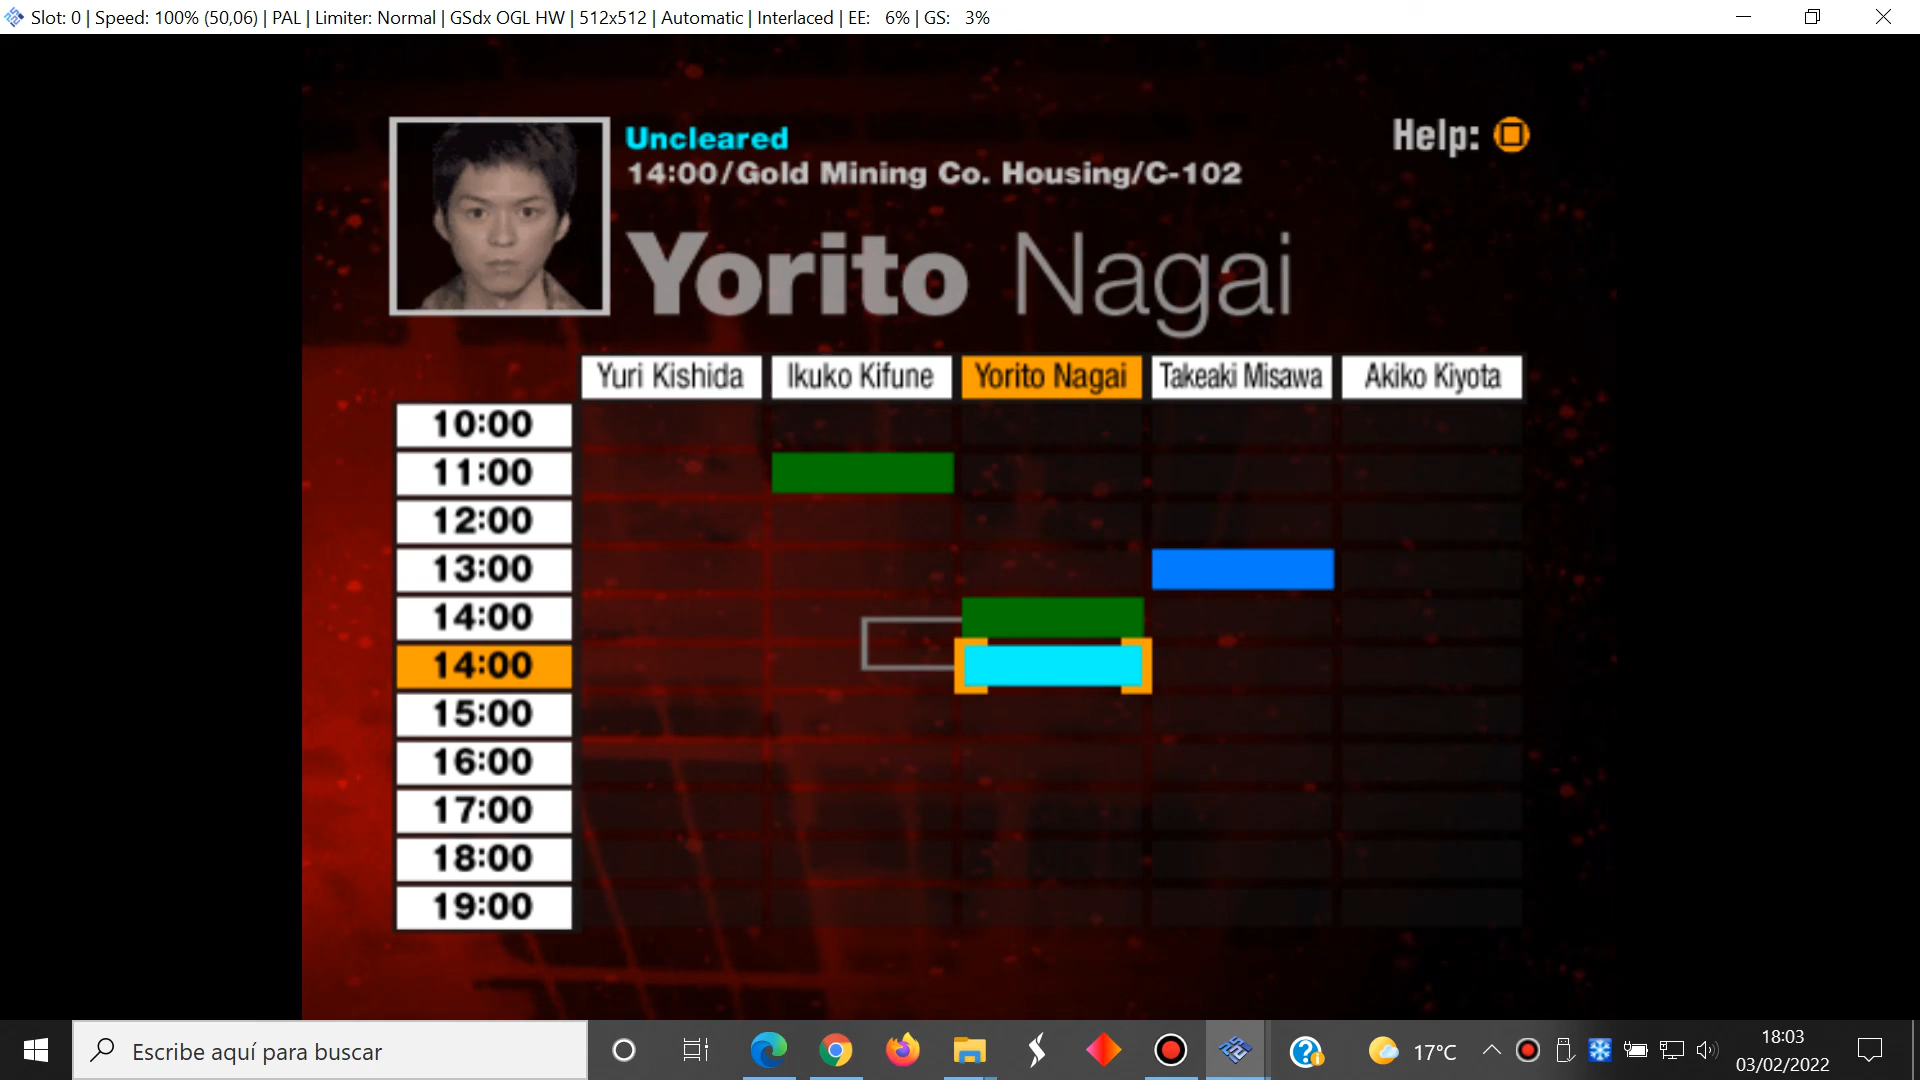 Slot: 0 | Speed: 100% (50,06) | PAL | Limiter: Normal | GSdx OGL HW | 512x512 | Automatic | Interlaced | EE: 6% | GS: 3%
Uncleared
Help:
14:00/Gold Mining Co. Housing/C-102
Yorito Nagai
Yuri Kishida Ikuko Kifune Yorito Nagai Takeaki Misawa Akiko Kiyota
10:00
11:00
12:00
13:00
14:00
14:00
15:00
16:00
17:00
18:00
19:00
Escribe aquí para buscar
17°C
18:03
03/02/2022